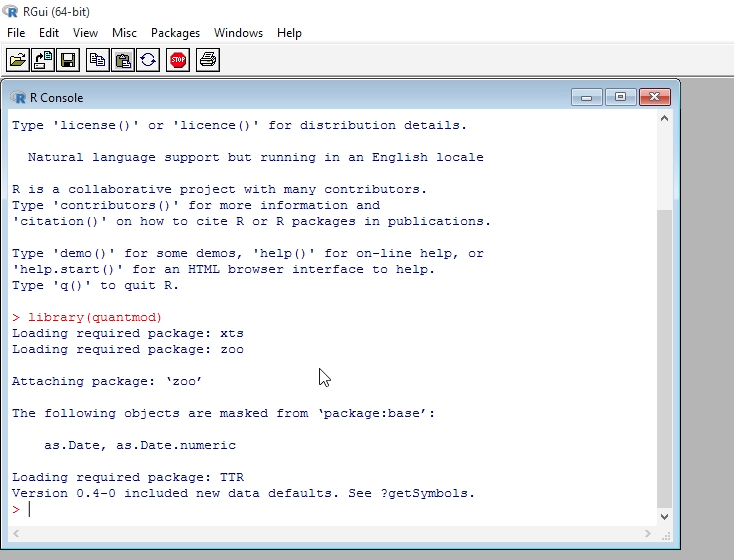 RGui (64-bit)
File Edit View Misc Packages Windows Help
STOP
R Console
Type 'license()' or 'licence()' for distribution details.
Natural language support but running in an English locale
R is a collaborative project with many contributors.
Type 'contributors()' for more information and
'citation()' on how to cite R or R packages in publications.
Type 'demo()' for some demos, 'help()' for on-line help, or
'help.start()' for an HTML browser interface to help.
Type 'q()' to quit R.
> library(quantmod)
Loading required package: xts
Loading required package: zoo
Attaching package: ‘zoo’
The following objects are masked from ‘package:base’:
as.Date, as.Date.numeric
Loading required package: TTR
Version 0.4-0 included new data defaults. See ?getSymbols.
>